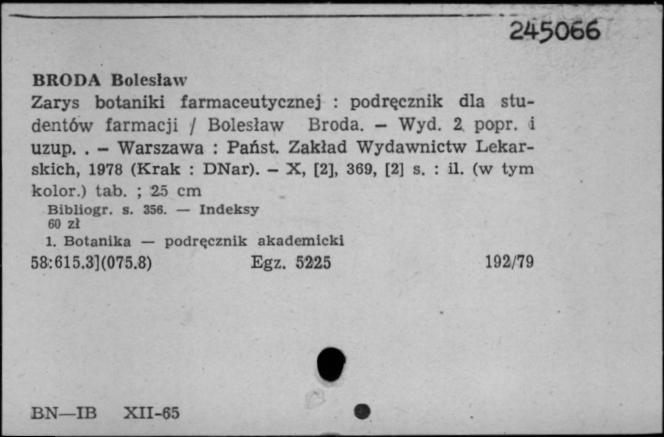 245066
BRODA Bolesław
Zarys botaniki farmaceutycznej : podręcznik dla stu-
dentów farmacji / Bolesław Broda. — Wyd. 2 popr. i
uzup. . — Warszawa : Państ. Zakład Wydawnictw Lekar-
skich, 1978 (Krak : DNar). — X, [2], 369, [2] s. : il. (w tym
kolor.) tab. ; 25 cm
Bibliogr. s. 356. — Indeksy
60 zł
1. Botanika — podręcznik akademicki
58:615.3](075.8) Egz. 5225 192/79
BN—IB XII-65